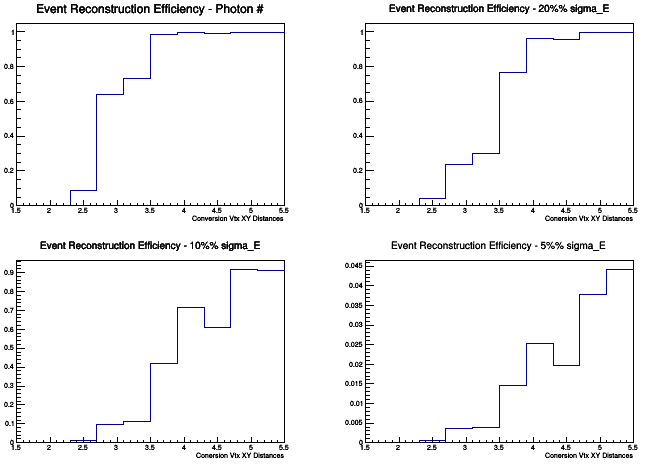 Event Reconstruction Efficiency - Photon #
1
0.8
0.6
0.4
0.2
0
1.5 2 2.5 3 3.5 4 4.5 5 5.5
Conversion Vtx XY Distances
Event Reconstruction Efficiency - 20%% sigma_E
1
0.8
0.6
0.4
0.2
0
1.5 2 2.5 3 3.5 4 4.5 5 5.5
Conversion Vtx XY Distances
Event Reconstruction Efficiency - 10%% sigma_E
0.9
0.8
0.7
0.6
0.5
0.4
0.3
0.2
0.1
0
1.5 2 2.5 3 3.5 4 4.5 5 5.5
Conversion Vtx XY Distances
Event Reconstruction Efficiency - 5%% sigma_E
0.045
0.04
0.035
0.03
0.025
0.02
0.015
0.01
0.005
0
1.5 2 2.5 3 3.5 4 4.5 5 5.5
Conversion Vtx XY Distances